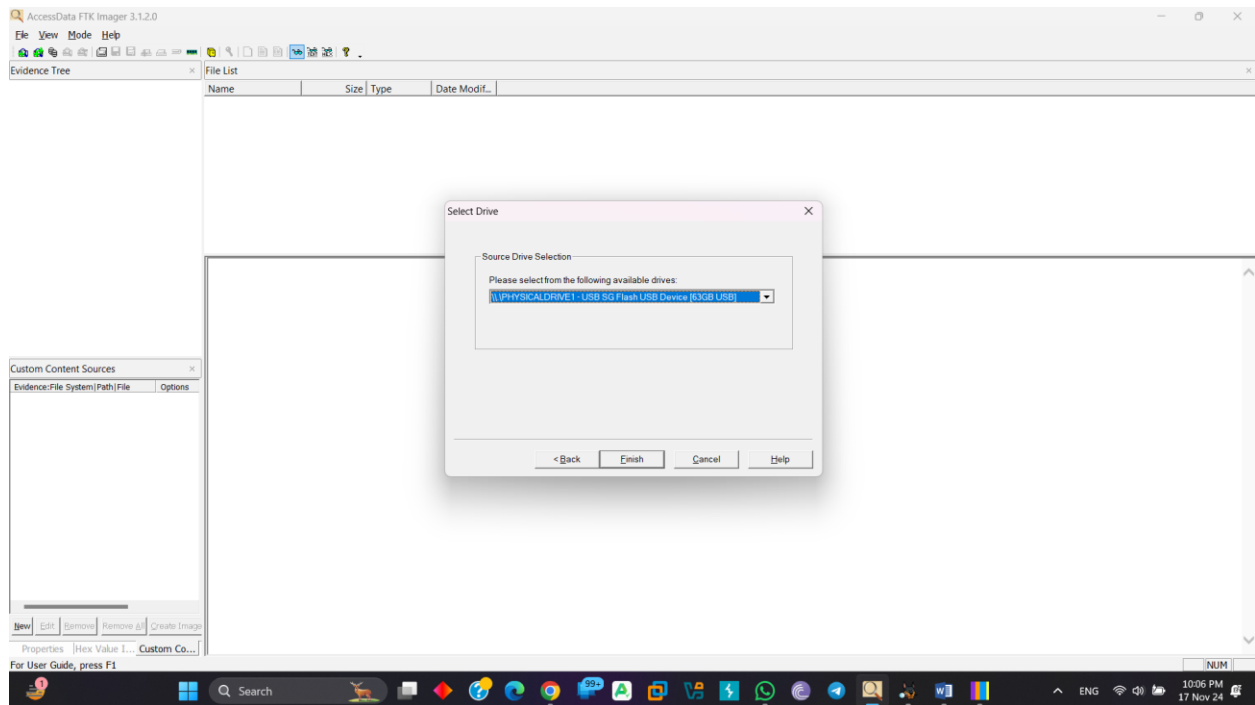 AccessData FTK Imager 3.1.2.0
File View Mode Help
Evidence Tree
File List
Name Size Type Date Modif...
Select Drive
Source Drive Selection
Please select from the following available drives:
\\.\PHYSICALDRIVE1 - USB SG Flash USB Device [63GB USB]
< Back Finish Cancel Help
Custom Content Sources
Evidence:File System|Path|File Options
New Edit Remove Remove All Create Image
Properties Hex Value I... Custom Co...
For User Guide, press F1
NUM
1
Search
99+
ENG
10:06 PM
17 Nov 24